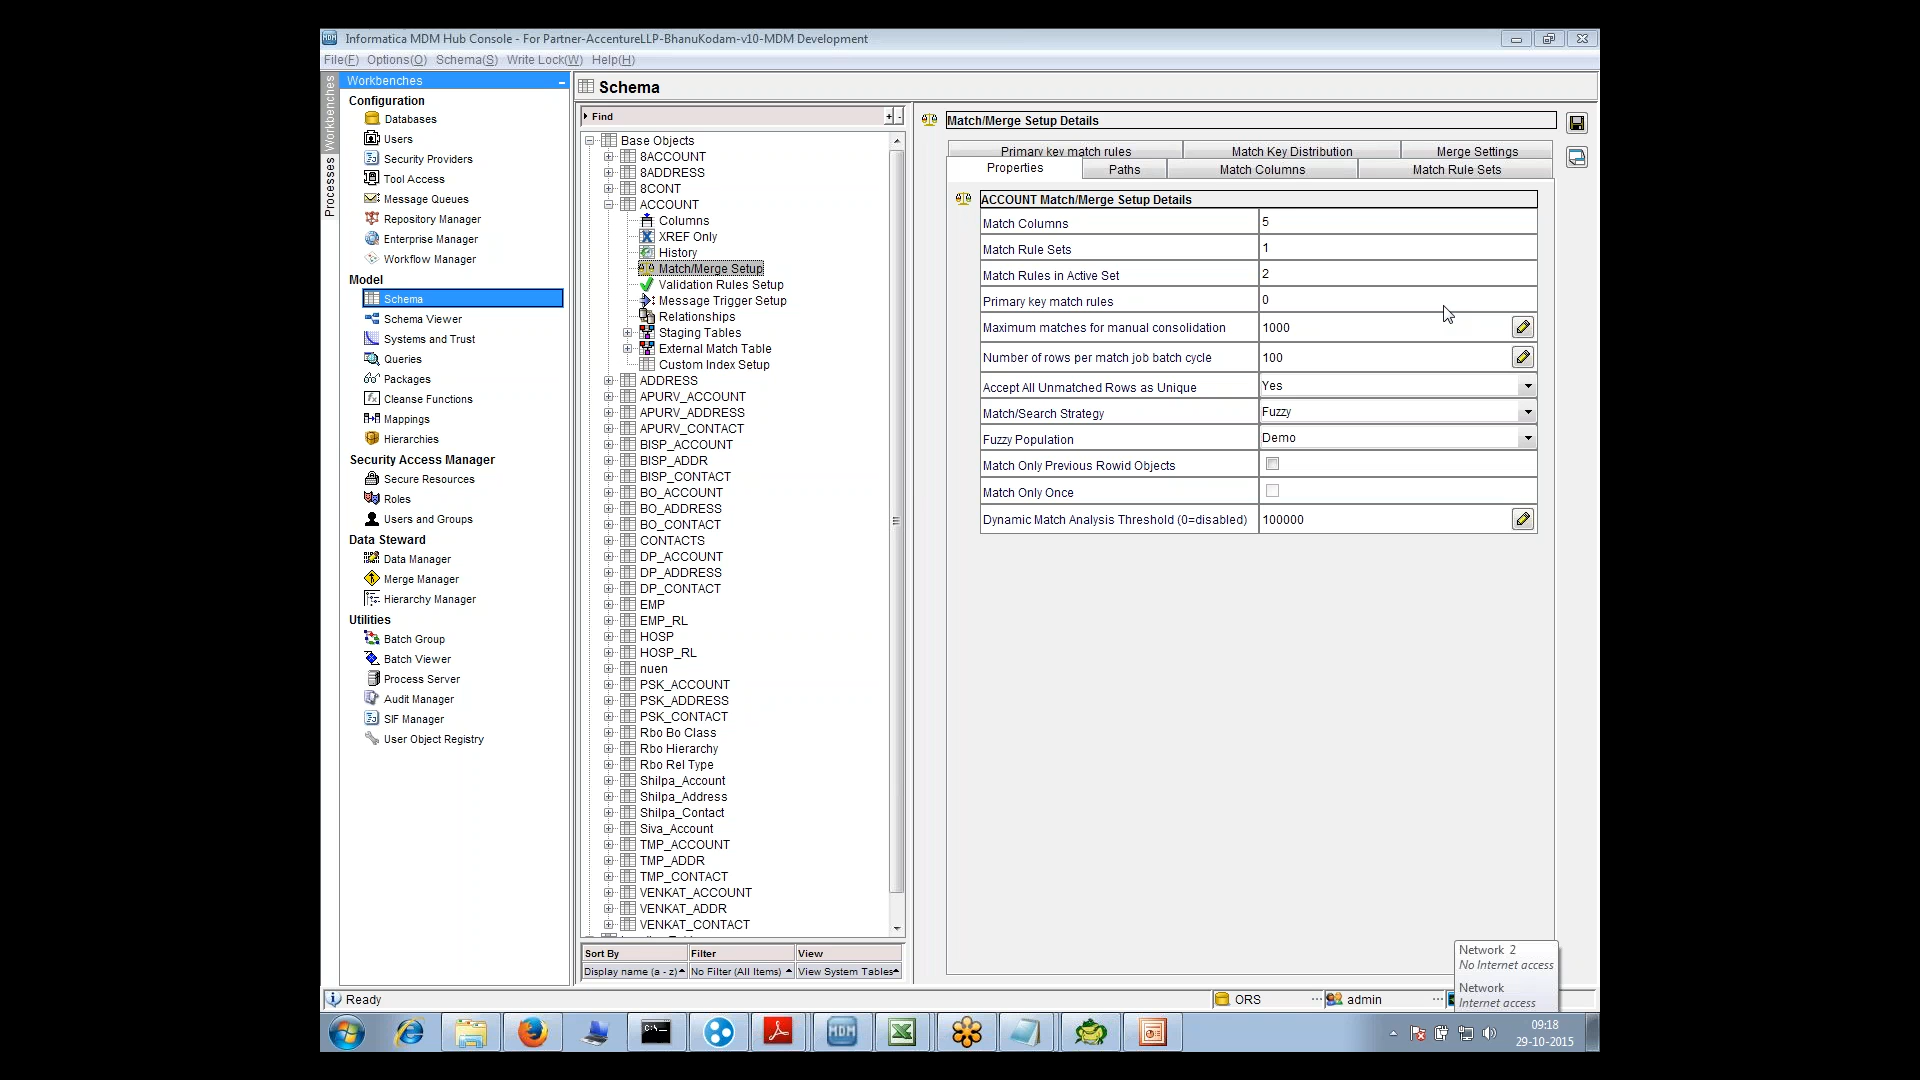 Informatica MDM Hub Console - For Partner-AccentureLLP-BhanuKodam-v10-MDM Development
File(F) Options(O) Schema(S) Write Lock(W) Help(H)
Workbenches
Processes
Workbenches
Configuration
Databases
Users
Security Providers
Tool Access
Message Queues
Repository Manager
Enterprise Manager
Workflow Manager
Model
Schema
Schema Viewer
Systems and Trust
Queries
Packages
Cleanse Functions
Mappings
Hierarchies
Security Access Manager
Secure Resources
Roles
Users and Groups
Data Steward
Data Manager
Merge Manager
Hierarchy Manager
Utilities
Batch Group
Batch Viewer
Process Server
Audit Manager
SIF Manager
User Object Registry
Schema
Find
Base Objects
8ACCOUNT
8ADDRESS
8CONT
ACCOUNT
Columns
XREF Only
History
Match/Merge Setup
Validation Rules Setup
Message Trigger Setup
Relationships
Staging Tables
External Match Table
Custom Index Setup
ADDRESS
APURV_ACCOUNT
APURV_ADDRESS
APURV_CONTACT
BISP_ACCOUNT
BISP_ADDR
BISP_CONTACT
BO_ACCOUNT
BO_ADDRESS
BO_CONTACT
CONTACTS
DP_ACCOUNT
DP_ADDRESS
DP_CONTACT
EMP
EMP_RL
HOSP
HOSP_RL
nuen
PSK_ACCOUNT
PSK_ADDRESS
PSK_CONTACT
Rbo Bo Class
Rbo Hierarchy
Rbo Rel Type
Shilpa_Account
Shilpa_Address
Shilpa_Contact
Siva_Account
TMP_ACCOUNT
TMP_ADDR
TMP_CONTACT
VENKAT_ACCOUNT
VENKAT_ADDR
VENKAT_CONTACT
Sort By Filter View
Display name (a - z) No Filter (All Items) View System Tables
Match/Merge Setup Details
Primary key match rules Match Key Distribution Merge Settings
Properties Paths Match Columns Match Rule Sets
ACCOUNT Match/Merge Setup Details
Match Columns 5
Match Rule Sets 1
Match Rules in Active Set 2
Primary key match rules 0
Maximum matches for manual consolidation 1000
Number of rows per match job batch cycle 100
Accept All Unmatched Rows as Unique Yes
Match/Search Strategy Fuzzy
Fuzzy Population Demo
Match Only Previous Rowid Objects
Match Only Once
Dynamic Match Analysis Threshold (0=disabled) 100000
Network 2
No Internet access
Network
Internet access
Ready
ORS
admin
MDM
09:18
29-10-2015